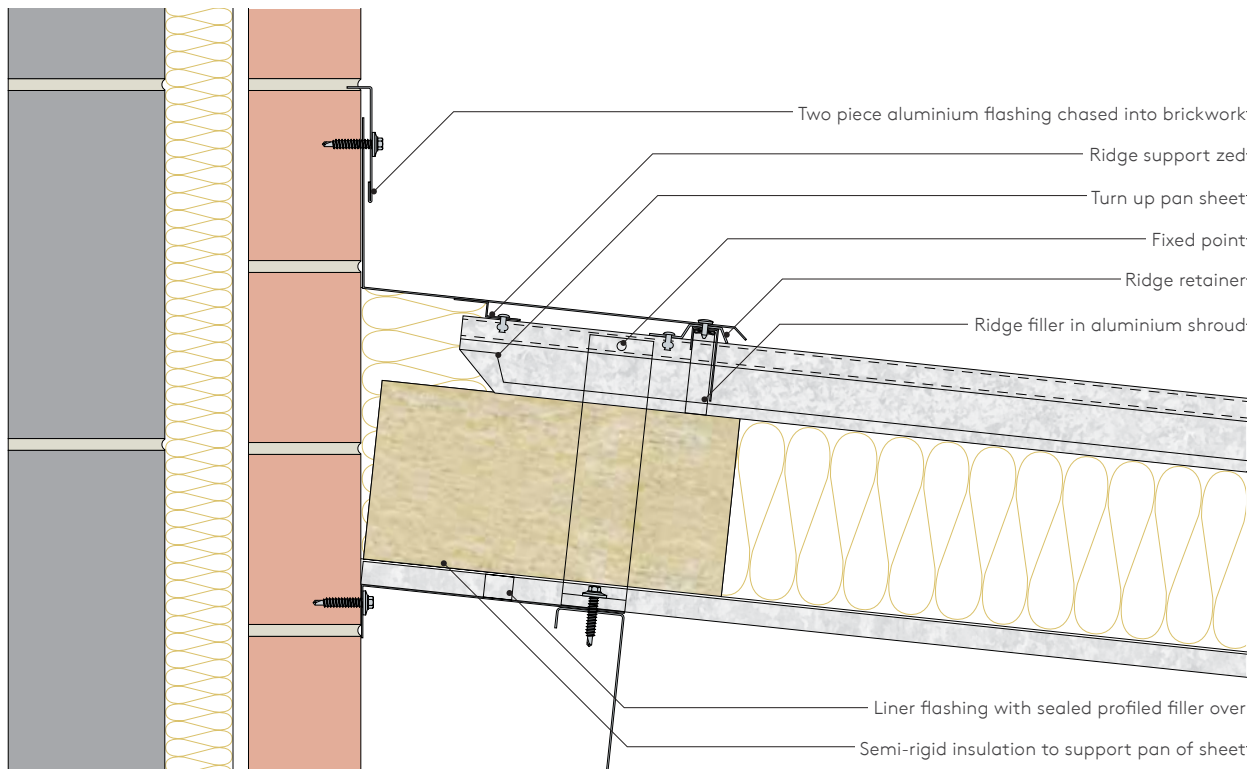 Two piece aluminium flashing chased into brickwork
Ridge support zed
Turn up pan sheet
Fixed point
Ridge retainer
Ridge filler in aluminium shroud
Liner flashing with sealed profiled filler over
Semi-rigid insulation to support pan of sheet